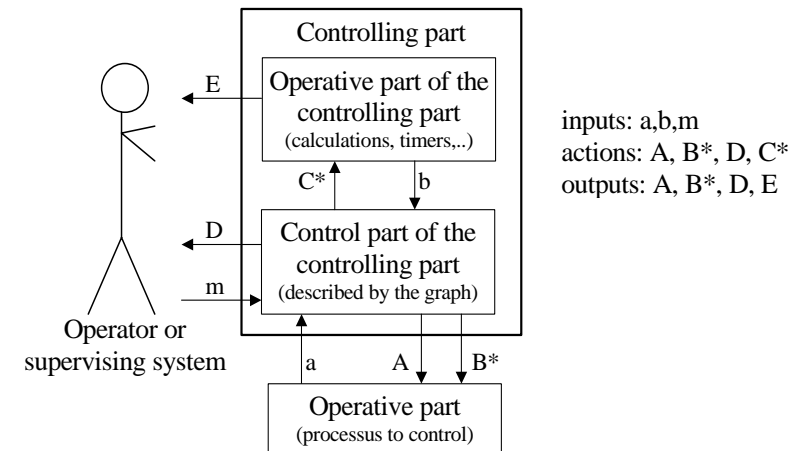 Controlling part
E
Operative part of the
controlling part
(calculations, timers,..)
inputs: a,b,m
actions: A, B*, D, C*
outputs: A, B*, D, E
C*
b
D
Control part of the
controlling part
(described by the graph)
m
Operator or
supervising system
a
A
B*
Operative part
(processus to control)